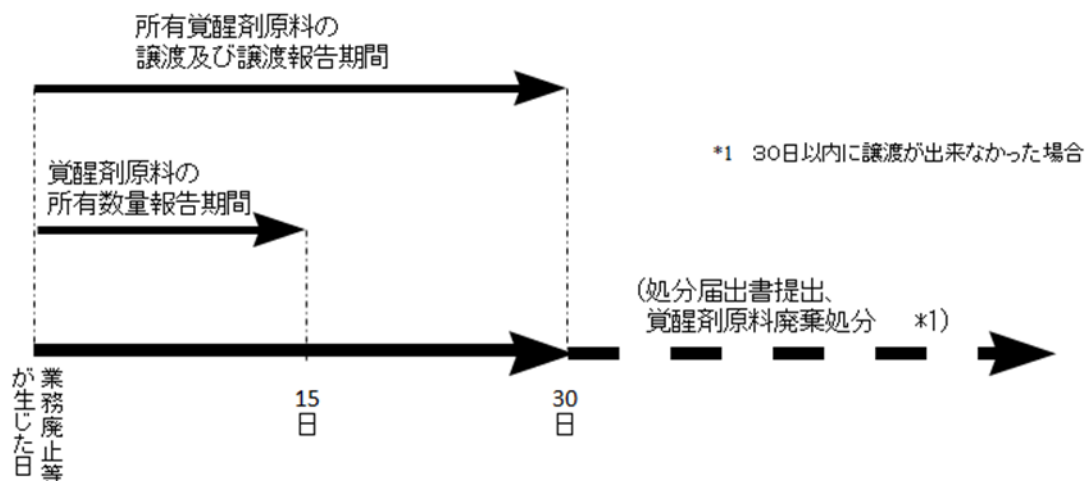 所有覚醒剤原料の
譲渡及び譲渡報告期間
*1 30日以内に譲渡が出来なかった場合
覚醒剤原料の
所有数量報告期間
(処分届出書提出、
覚醒剤原料廃棄処分 *1)
業務廃止等
が生じた日
15
日
30
日